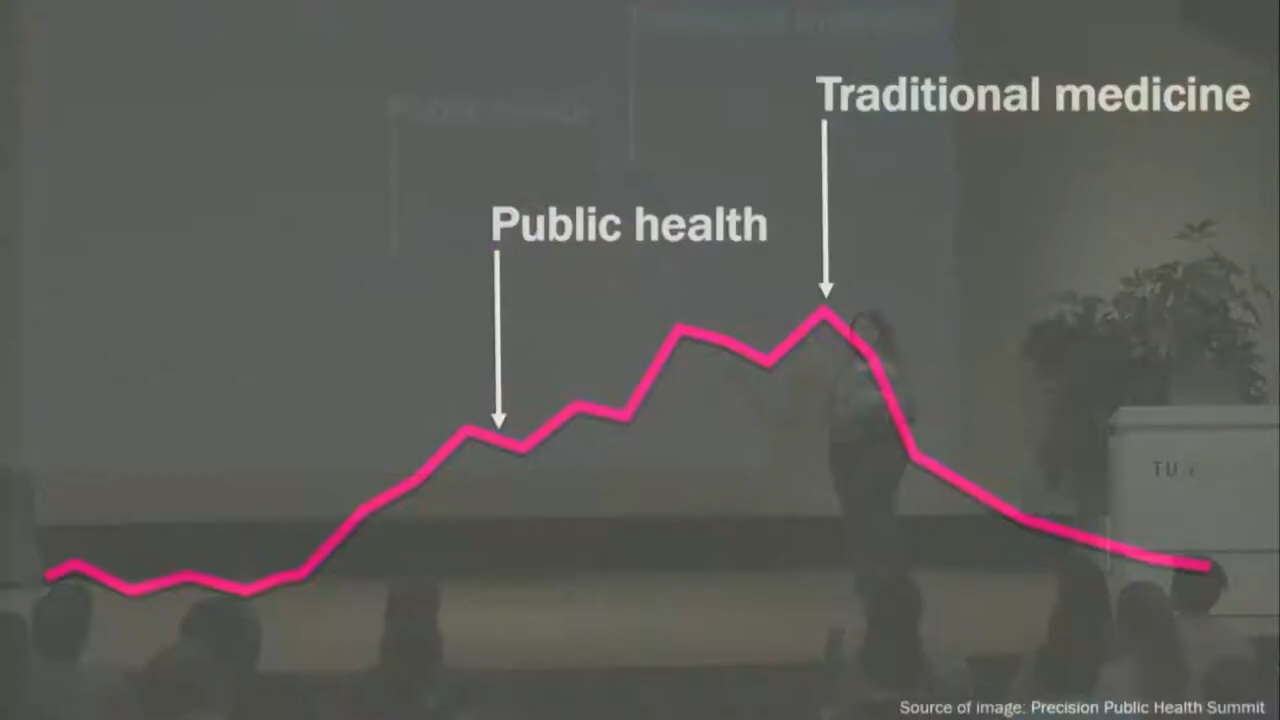 Traditional medicine
Public health
Source of image: Precision Public Health Summit